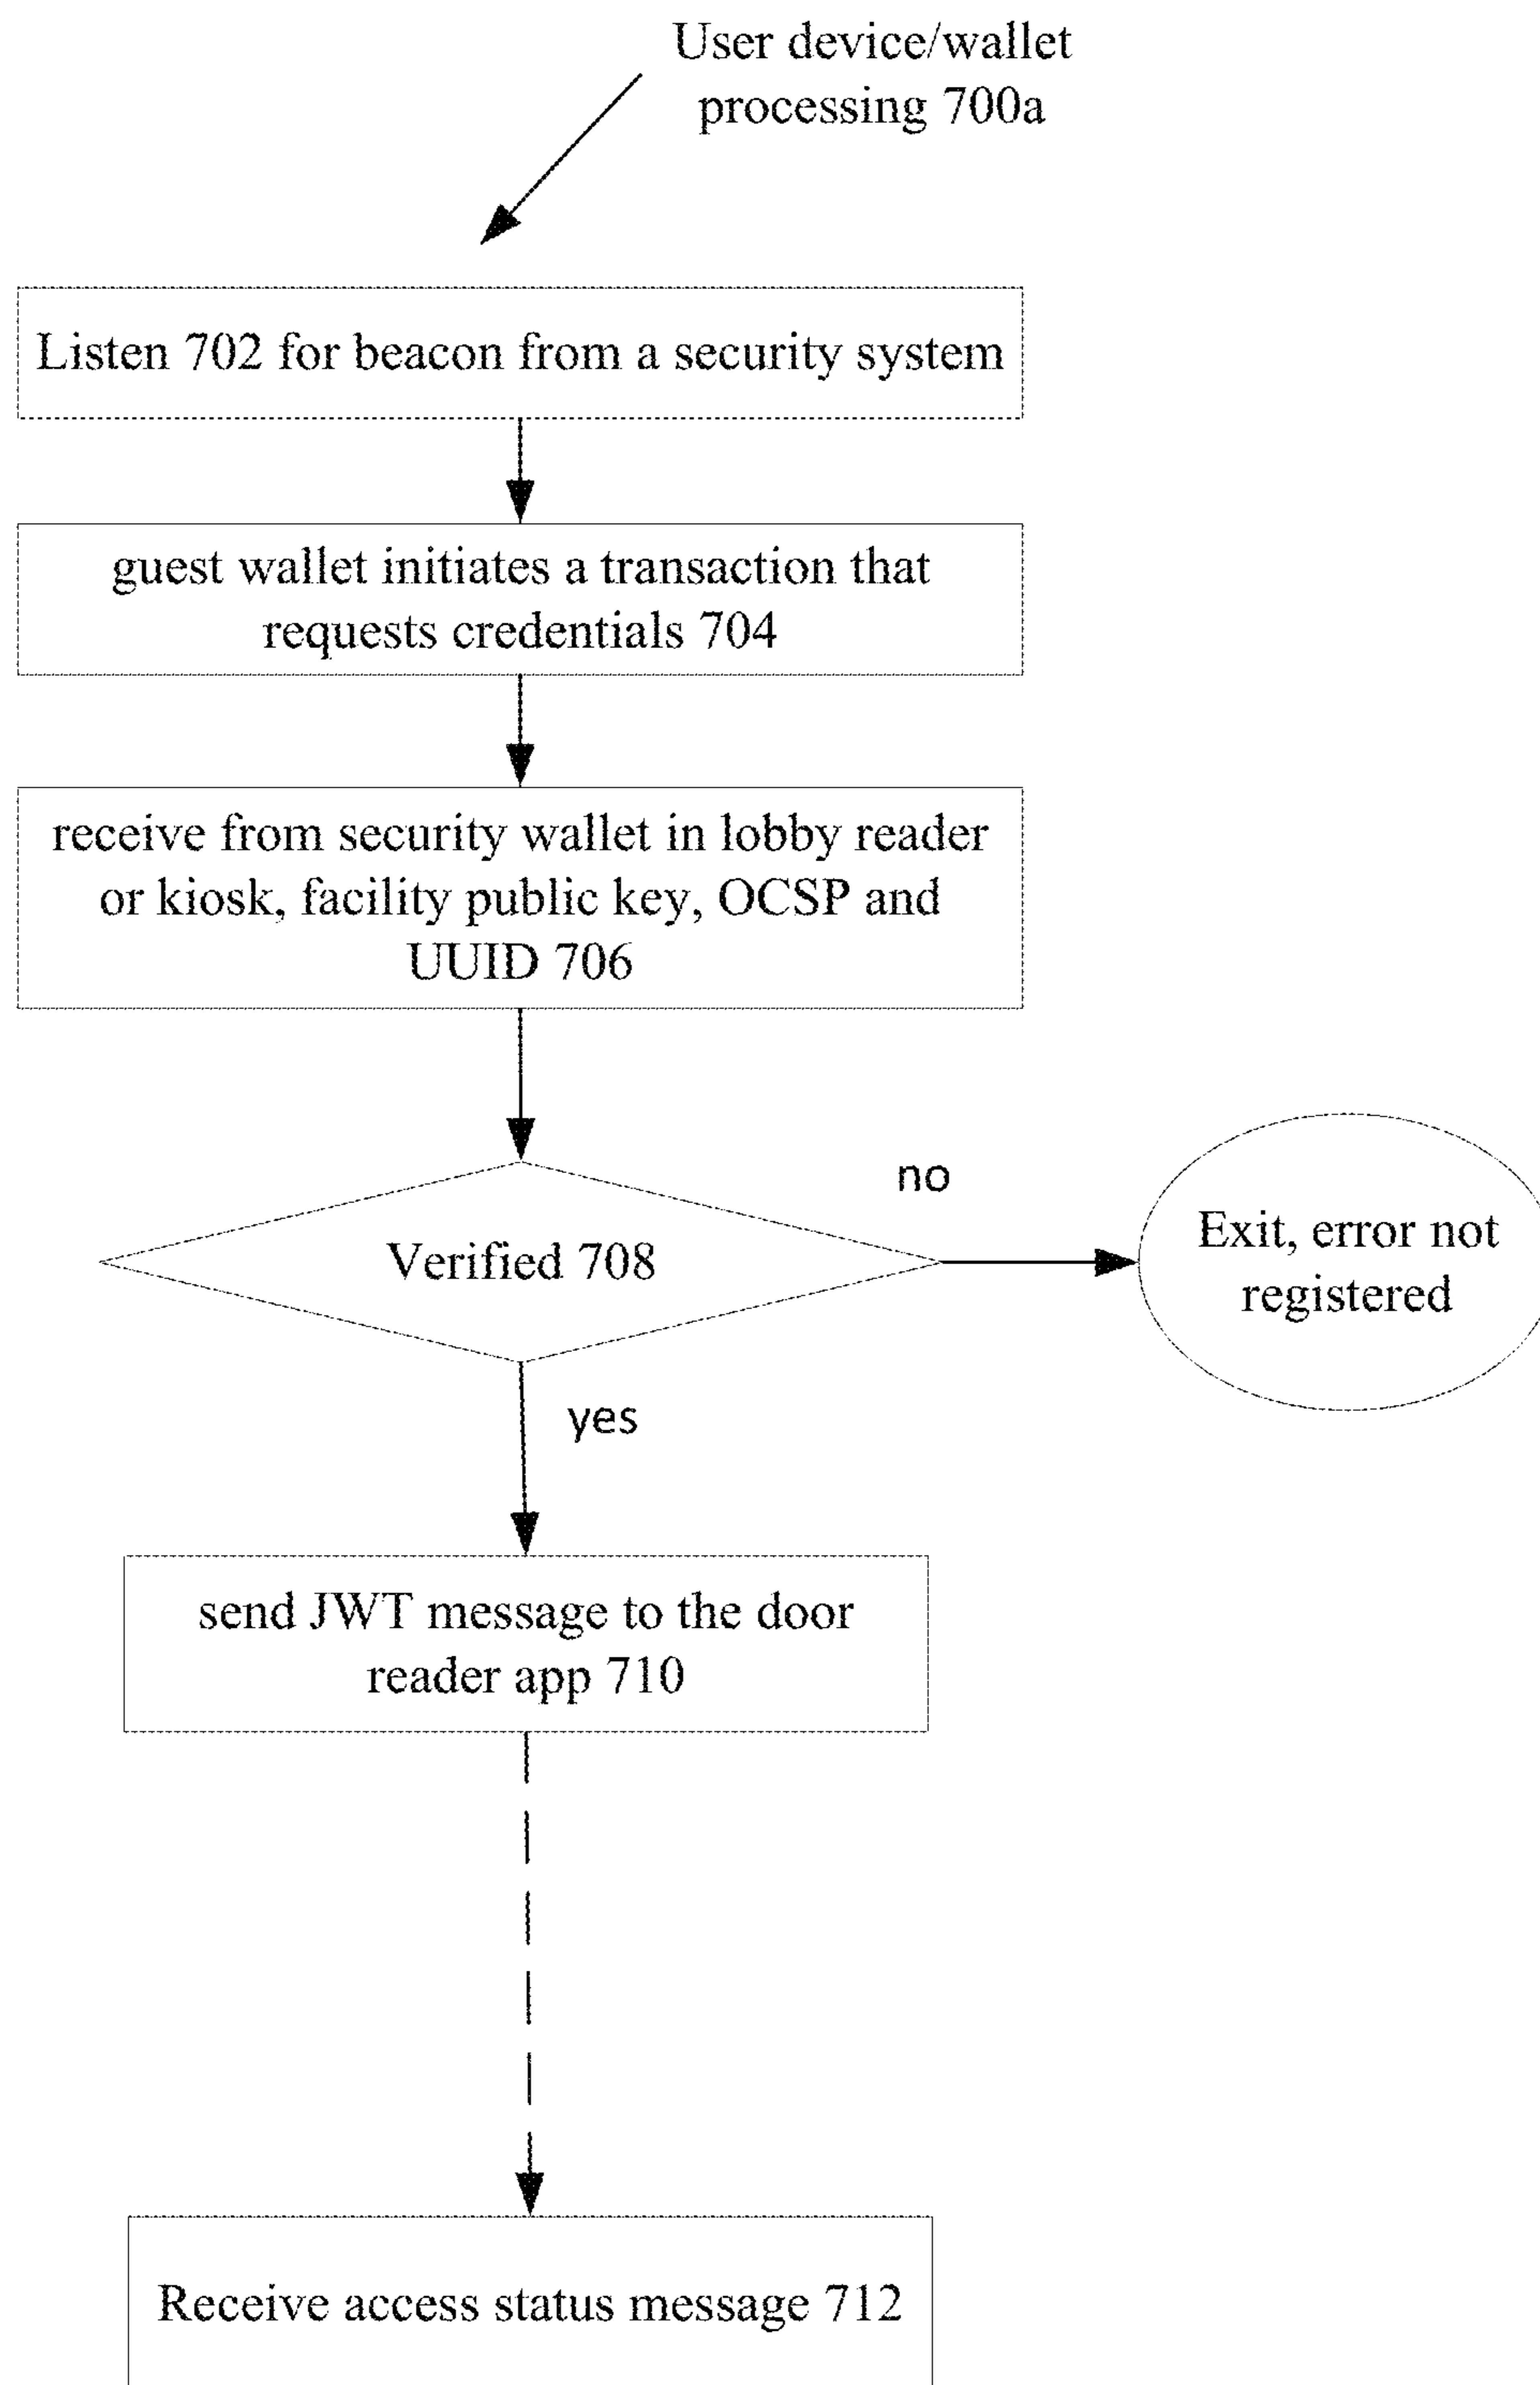 User device/wallet
processing 700a
Listen 702 for beacon from a security system
guest wallet initiates a transaction that
requests credentials 704
receive from security wallet in lobby reader
or kiosk, facility public key, OCSP and
UUID 706
no
Verified 708
Exit, error not
registered
yes
send JWT message to the door
reader app 710
Receive access status message 712